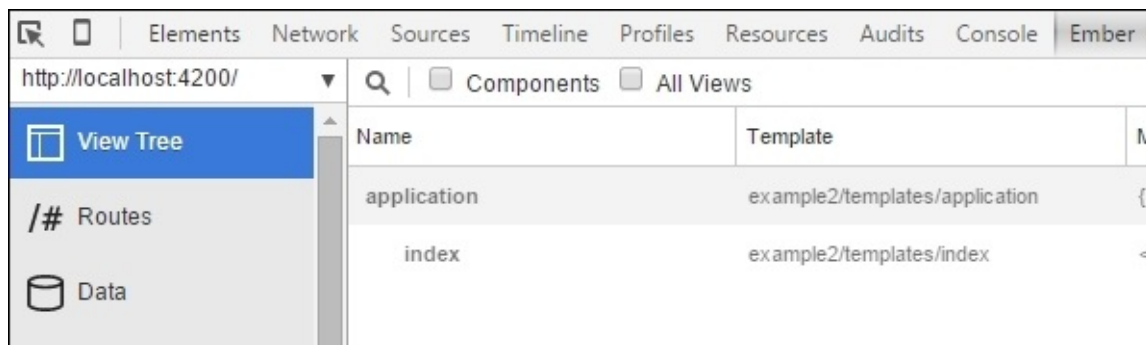 Elements Network Sources Timeline Profiles Resources Audits Console Ember
http://localhost:4200/
Components All Views
View Tree
Name Template
/# Routes
application example2/templates/application {
index example2/templates/index <
Data